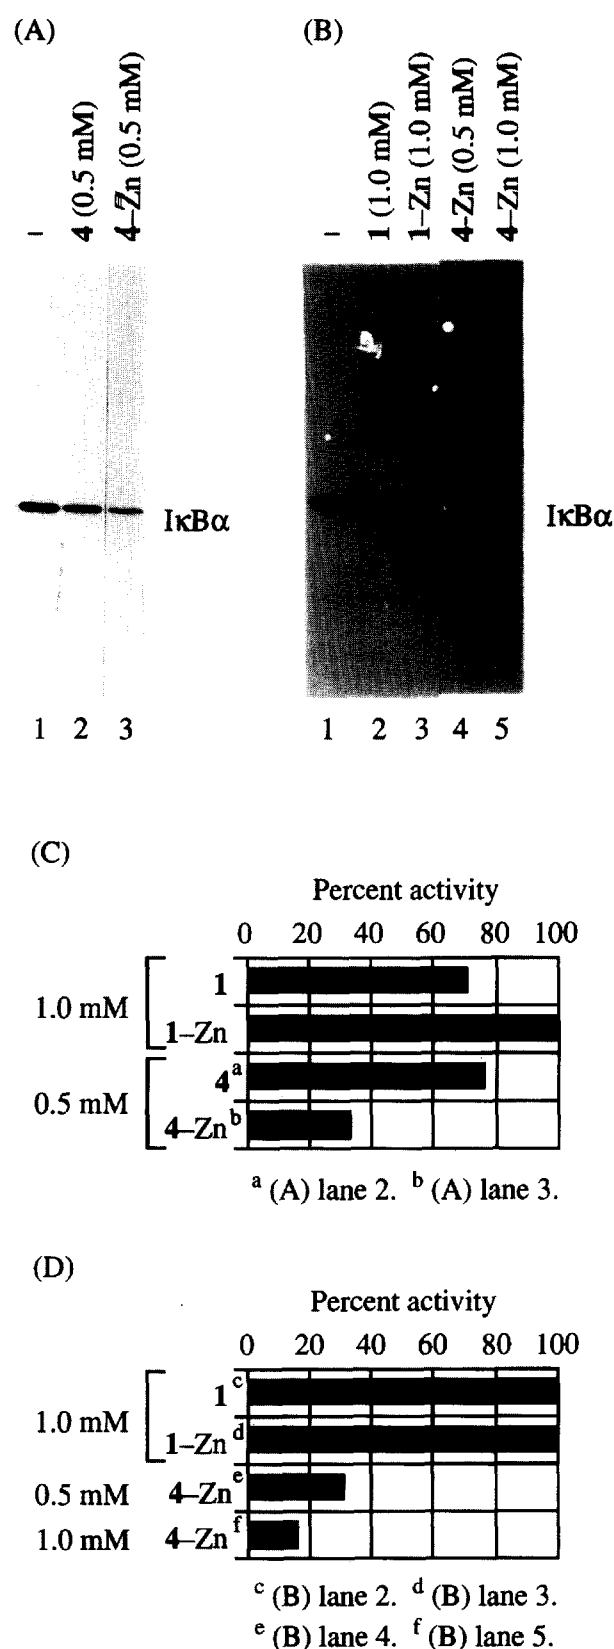 (A)
–
4 (0.5 mM)
4–Zn (0.5 mM)
IκBα
1 2 3
(B)
–
1 (1.0 mM)
1–Zn (1.0 mM)
4-Zn (0.5 mM)
4–Zn (1.0 mM)
IκBα
1 2 3 4 5
(C)
Percent activity
0 20 40 60 80 100
1.0 mM
1
1–Zn
0.5 mM
4a
4–Znb
a (A) lane 2. b (A) lane 3.
(D)
Percent activity
0 20 40 60 80 100
1.0 mM
1c
1–Znd
0.5 mM 4–Zne
1.0 mM 4–Znf
c (B) lane 2. d (B) lane 3.
e (B) lane 4. f (B) lane 5.